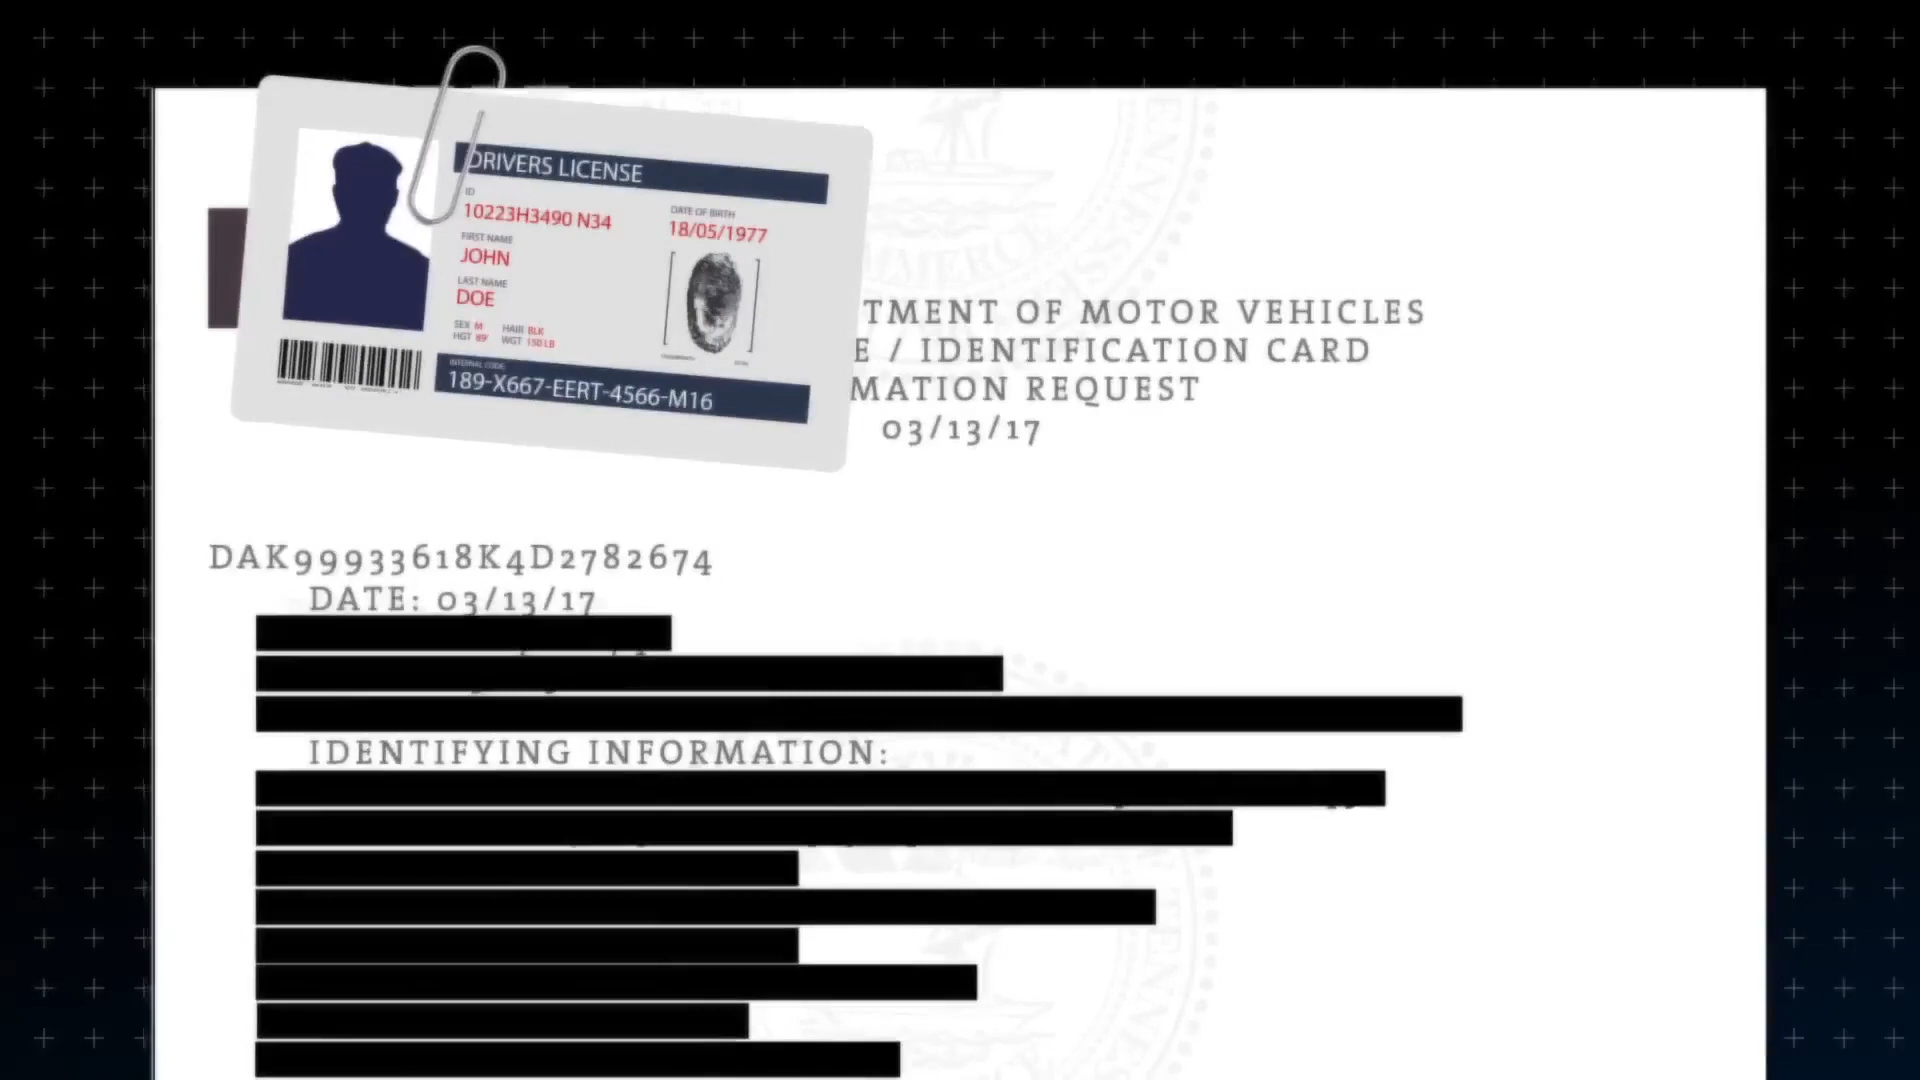 DRIVERS LICENSE
ID
10223H3490 N34
DATE OF BIRTH
18/05/1977
FIRST NAME
JOHN
LAST NAME
DOE
SEX M HAIR BLK
HGT 89' WGT 150 LB
INTERNAL CODE:
189-X667-EERT-4566-M16
TMENT OF MOTOR VEHICLES
E / IDENTIFICATION CARD
MATION REQUEST
03/13/17
DAK99933618K4D2782674
DATE: 03/13/17
IDENTIFYING INFORMATION: